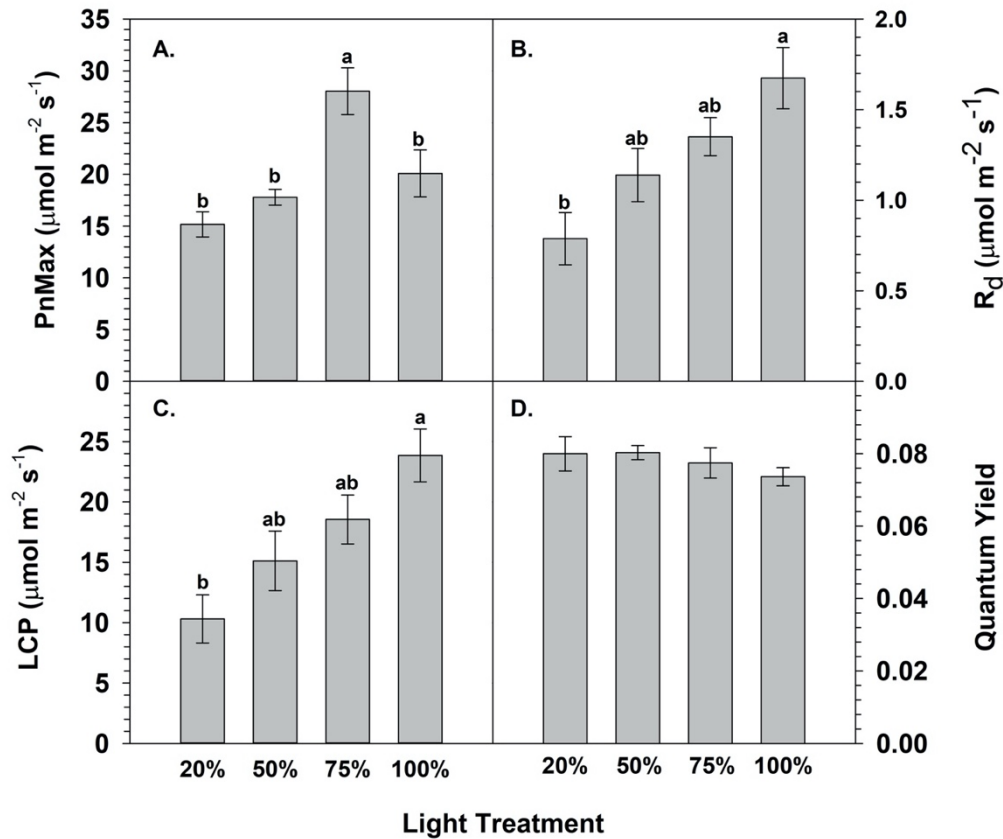 A.
PnMax (μmol m⁻² s⁻¹)
35
30
25
20
15
10
5
0
b
b
a
b
B.
b
ab
ab
a
2.0
1.5
1.0
0.5
0.0
R_d (μmol m⁻² s⁻¹)
C.
LCP (μmol m⁻² s⁻¹)
25
20
15
10
5
0
b
ab
ab
a
20% 50% 75% 100%
D.
0.08
0.06
0.04
0.02
0.00
Quantum Yield
20% 50% 75% 100%
Light Treatment